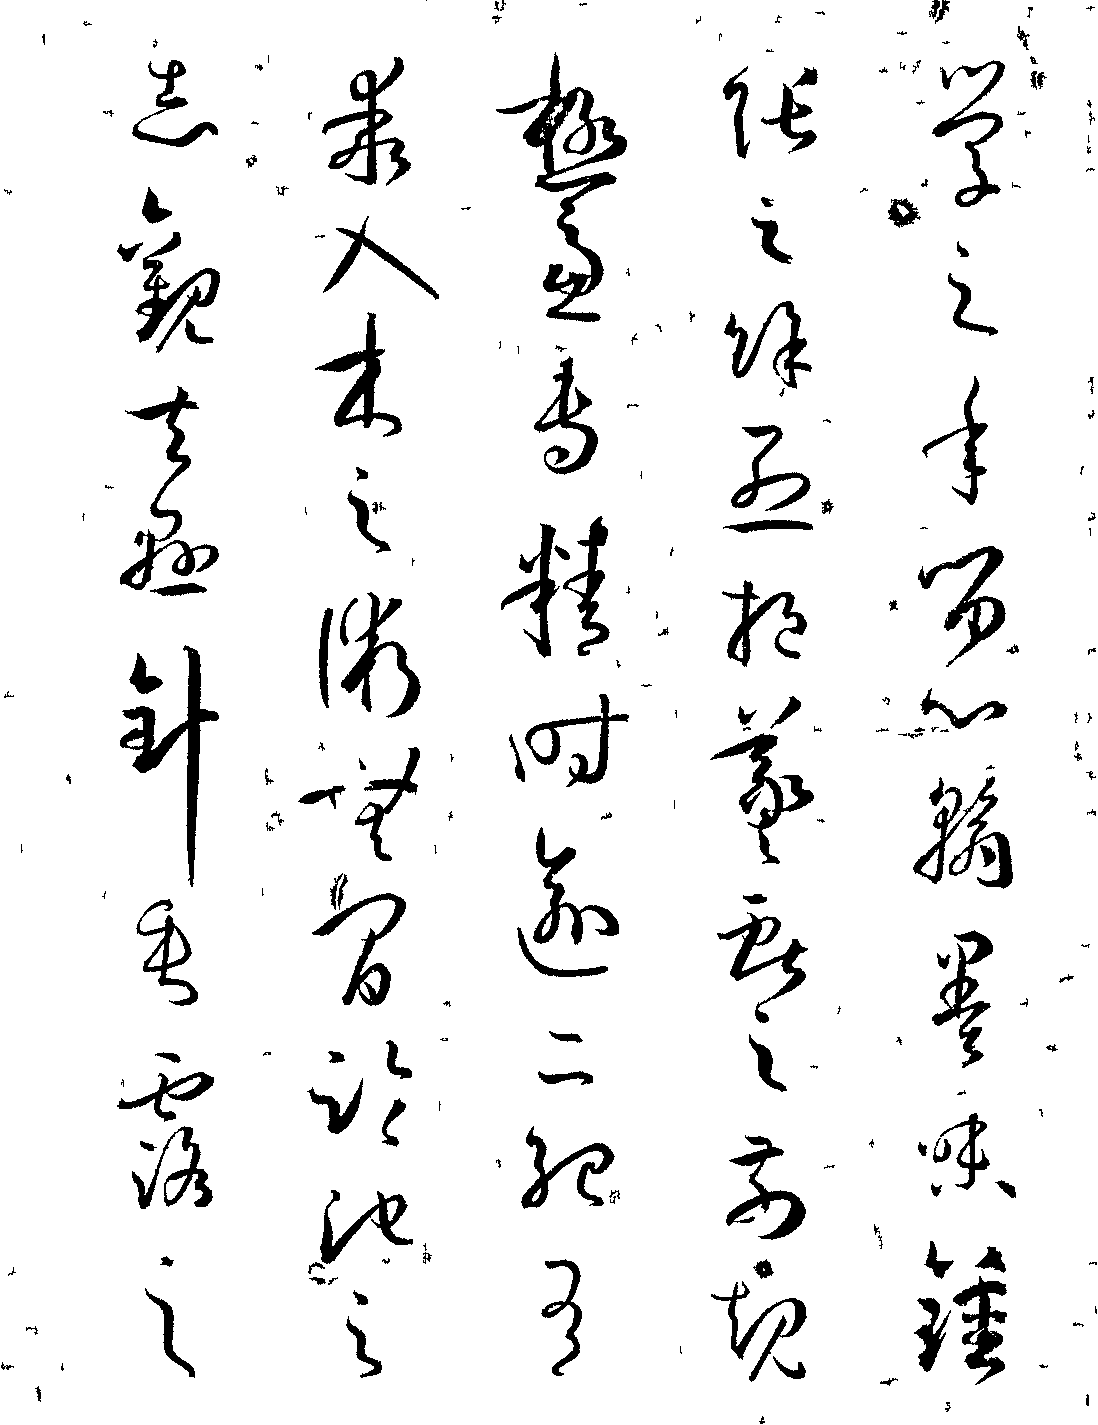 學之年留心翰墨味鍾
張之餘烈挹羲獻之前規
極慮專精時逾二紀有
乖入木之術無間臨池之
志觀夫懸針垂露之